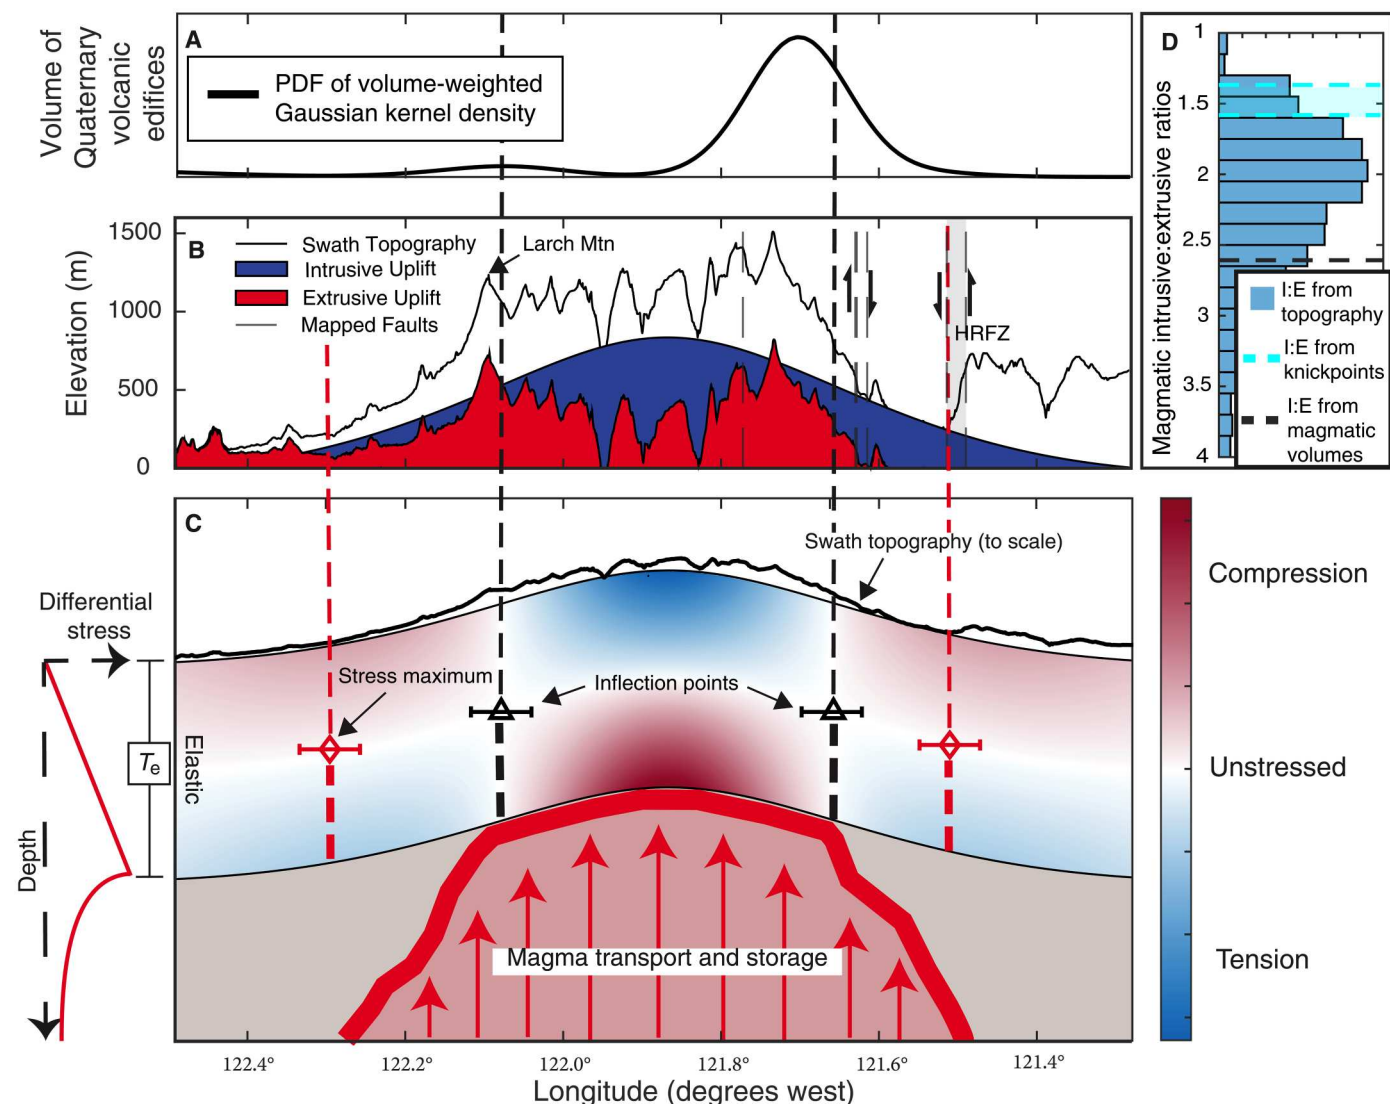 Volume of
Quaternary
volcanic
edifices
A
PDF of volume-weighted
Gaussian kernel density
Elevation (m)
1500
1000
500
0
B
Swath Topography
Intrusive Uplift
Extrusive Uplift
Mapped Faults
Larch Mtn
HRFZ
D
Magmatic intrusive:extrusive ratios
1
1.5
2
2.5
3
3.5
4
I:E from
topography
I:E from
knickpoints
I:E from
magmatic
volumes
C
Swath topography (to scale)
Differential
stress
Stress maximum
Inflection points
Te
Elastic
Depth
Magma transport and storage
Compression
Unstressed
Tension
122.4°
122.2°
122.0°
121.8°
121.6°
121.4°
Longitude (degrees west)